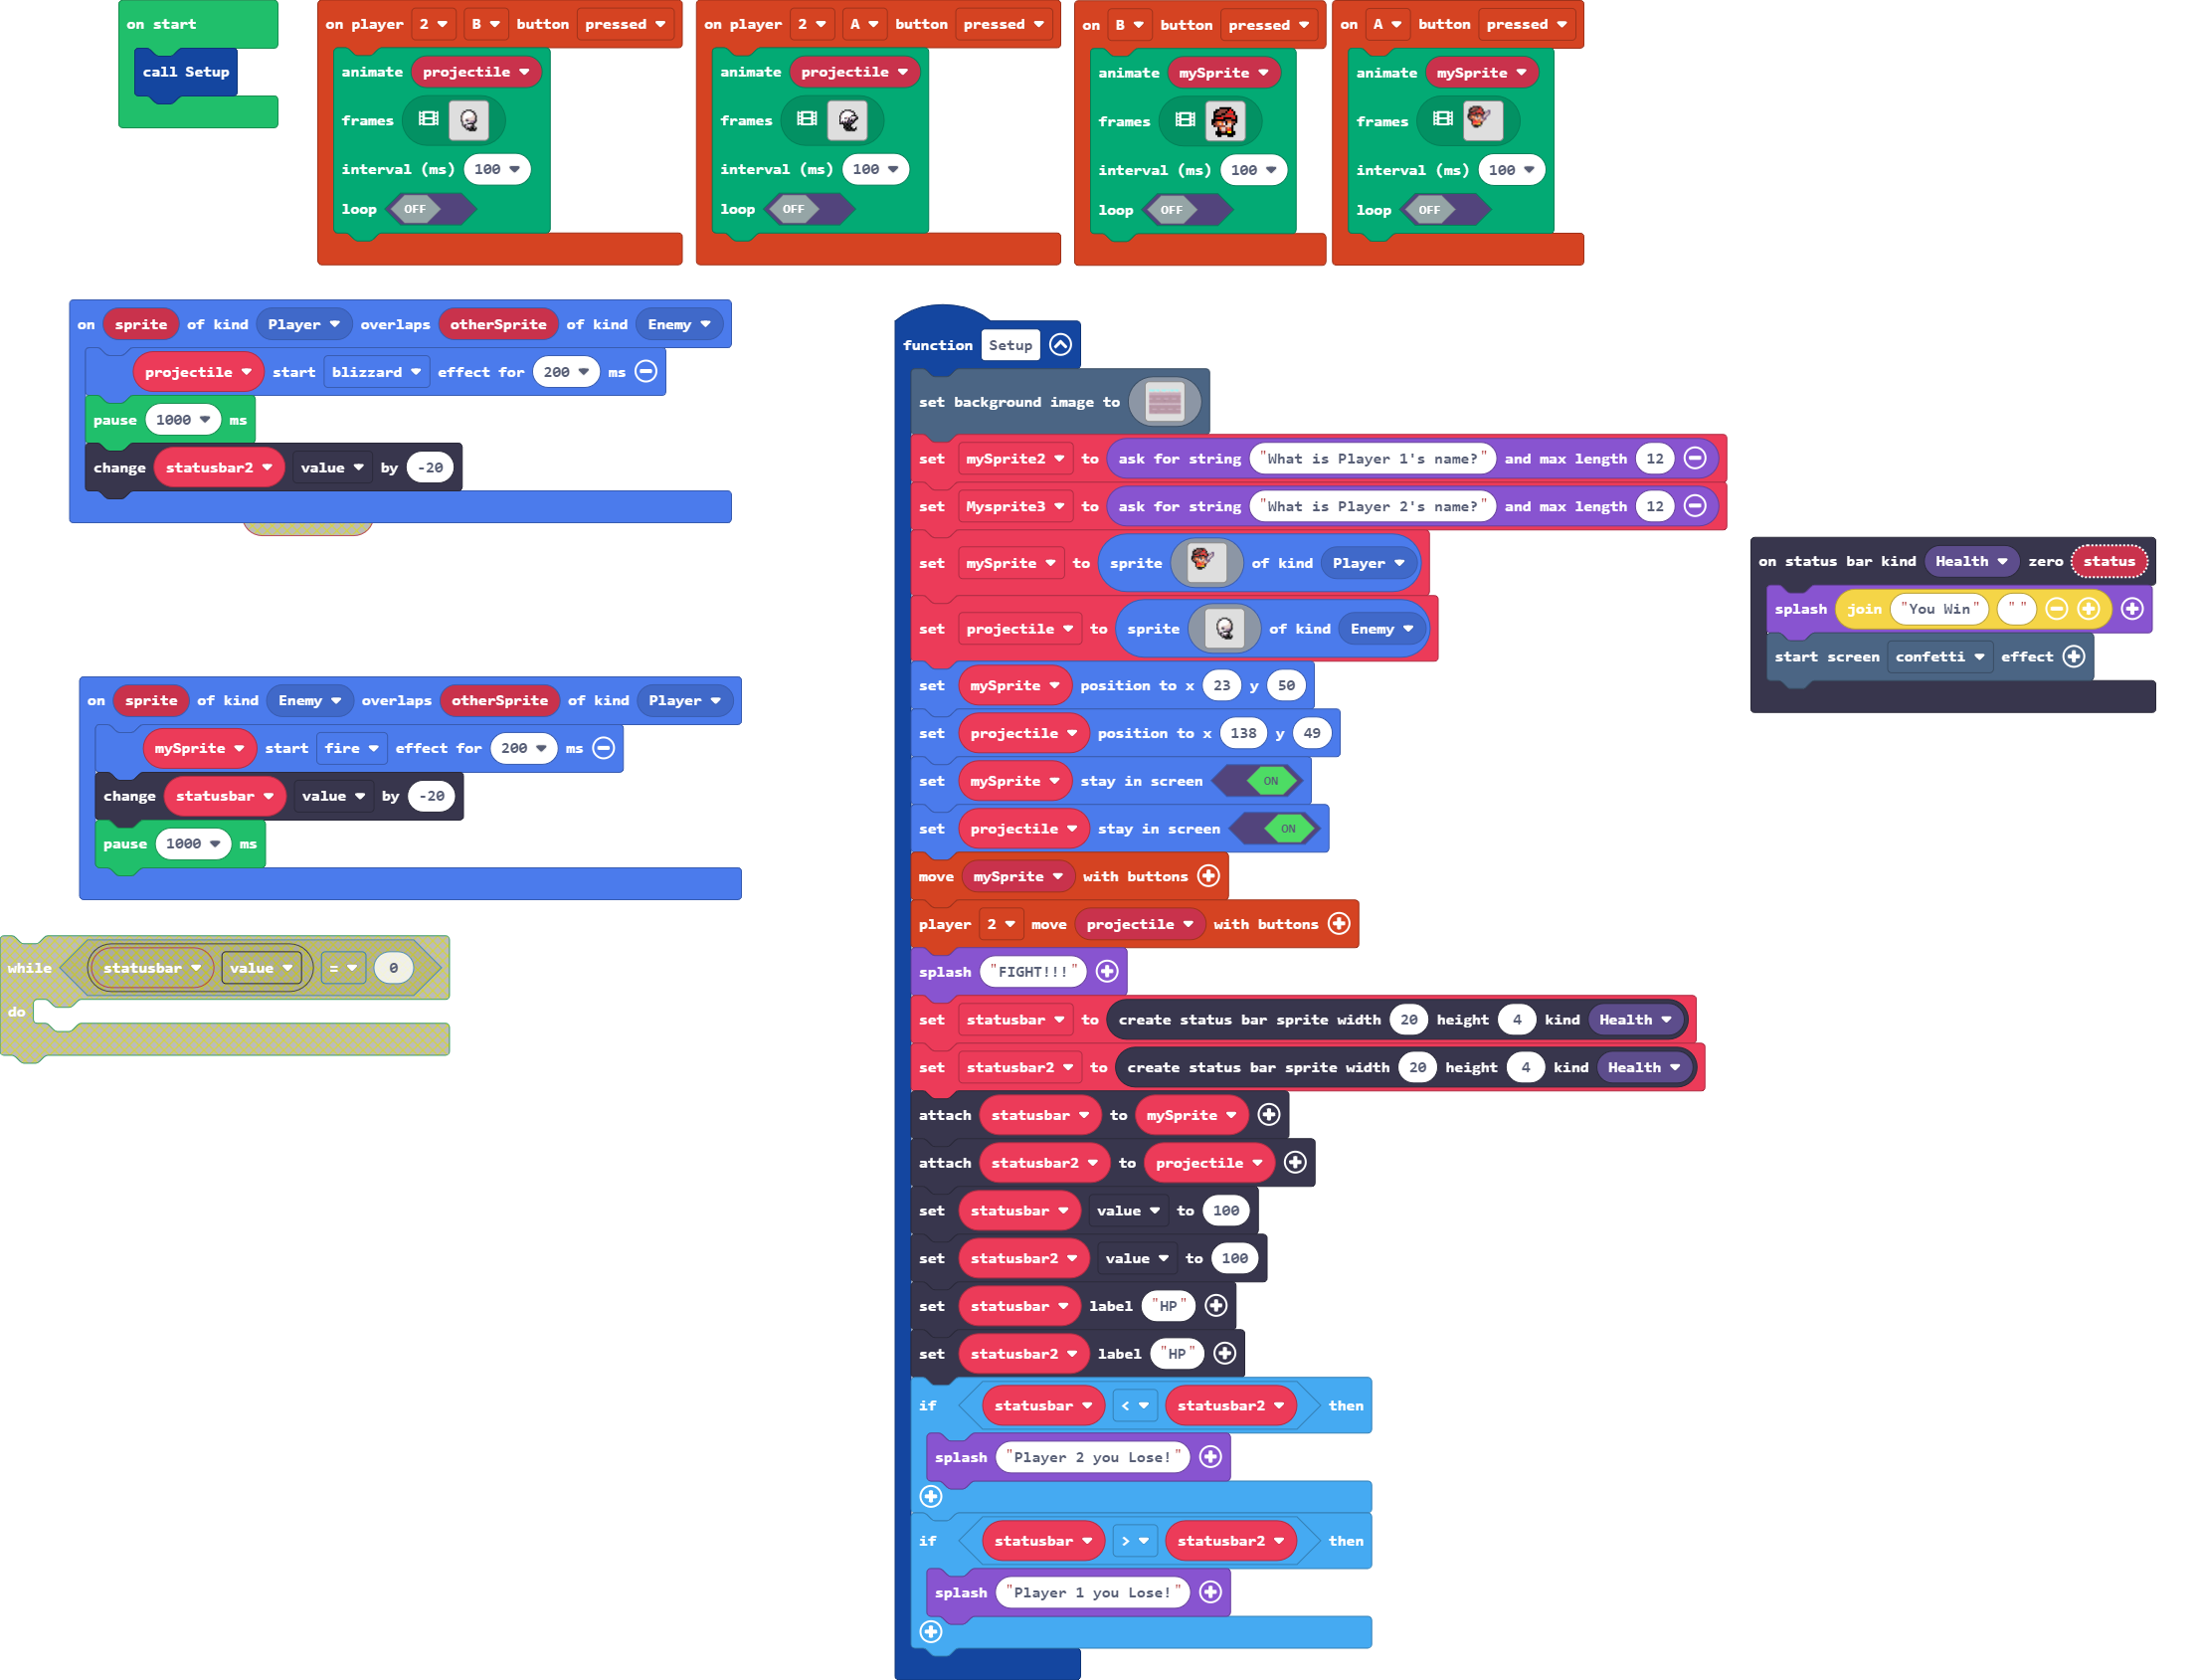 on start
call Setup
on player 2 B button pressed
animate projectile
frames
interval (ms) 100
loop OFF
on player 2 A button pressed
animate projectile
frames
interval (ms) 100
loop OFF
on B button pressed
animate mySprite
frames
interval (ms) 100
loop OFF
on A button pressed
animate mySprite
frames
interval (ms) 100
loop OFF
on sprite of kind Player overlaps otherSprite of kind Enemy
projectile start blizzard effect for 200 ms
pause 1000 ms
change statusbar2 value by -20
on sprite of kind Enemy overlaps otherSprite of kind Player
mySprite start fire effect for 200 ms
change statusbar value by -20
pause 1000 ms
while statusbar value = 0
do
function Setup
set background image to
set mySprite2 to ask for string "What is Player 1's name?" and max length 12
set Mysprite3 to ask for string "What is Player 2's name?" and max length 12
set mySprite to sprite of kind Player
set projectile to sprite of kind Enemy
set mySprite position to x 23 y 50
set projectile position to x 138 y 49
set mySprite stay in screen ON
set projectile stay in screen ON
move mySprite with buttons
player 2 move projectile with buttons
splash "FIGHT!!!"
set statusbar to create status bar sprite width 20 height 4 kind Health
set statusbar2 to create status bar sprite width 20 height 4 kind Health
attach statusbar to mySprite
attach statusbar2 to projectile
set statusbar value to 100
set statusbar2 value to 100
set statusbar label "HP"
set statusbar2 label "HP"
if statusbar < statusbar2 then
splash "Player 2 you Lose!"
if statusbar > statusbar2 then
splash "Player 1 you Lose!"
on status bar kind Health zero status
splash join "You Win" " "
start screen confetti effect